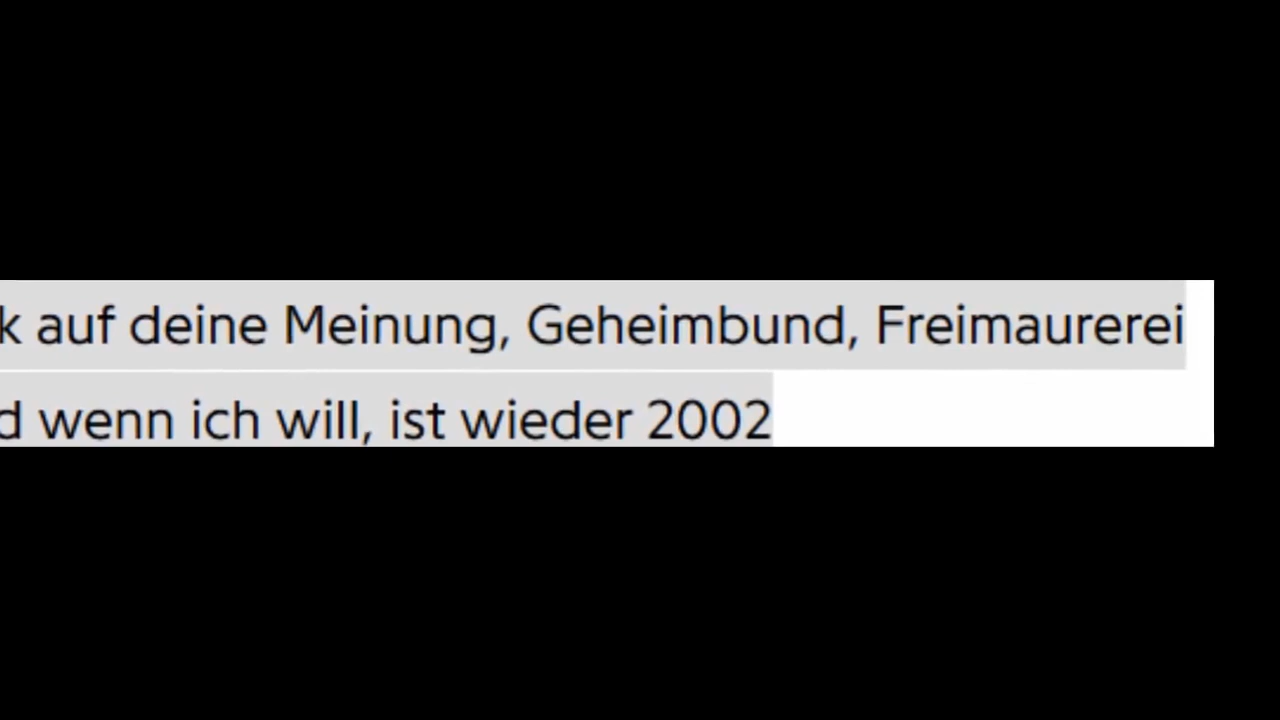 k auf deine Meinung, Geheimbund, Freimaurerei
d wenn ich will, ist wieder 2002